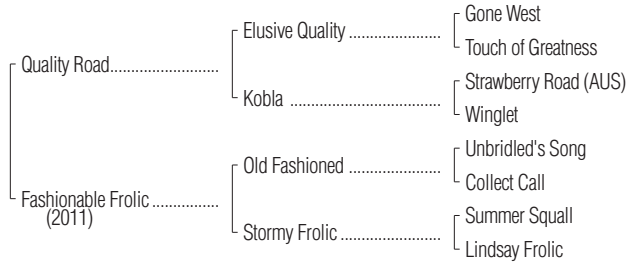 Gone West
Elusive Quality ....................
Touch of Greatness
Quality Road........................
Strawberry Road (AUS)
Kobla .................................
Winglet
Unbridled's Song
Old Fashioned .....................
Collect Call
Fashionable Frolic ...............
(2011)
Summer Squall
Stormy Frolic ......................
Lindsay Frolic